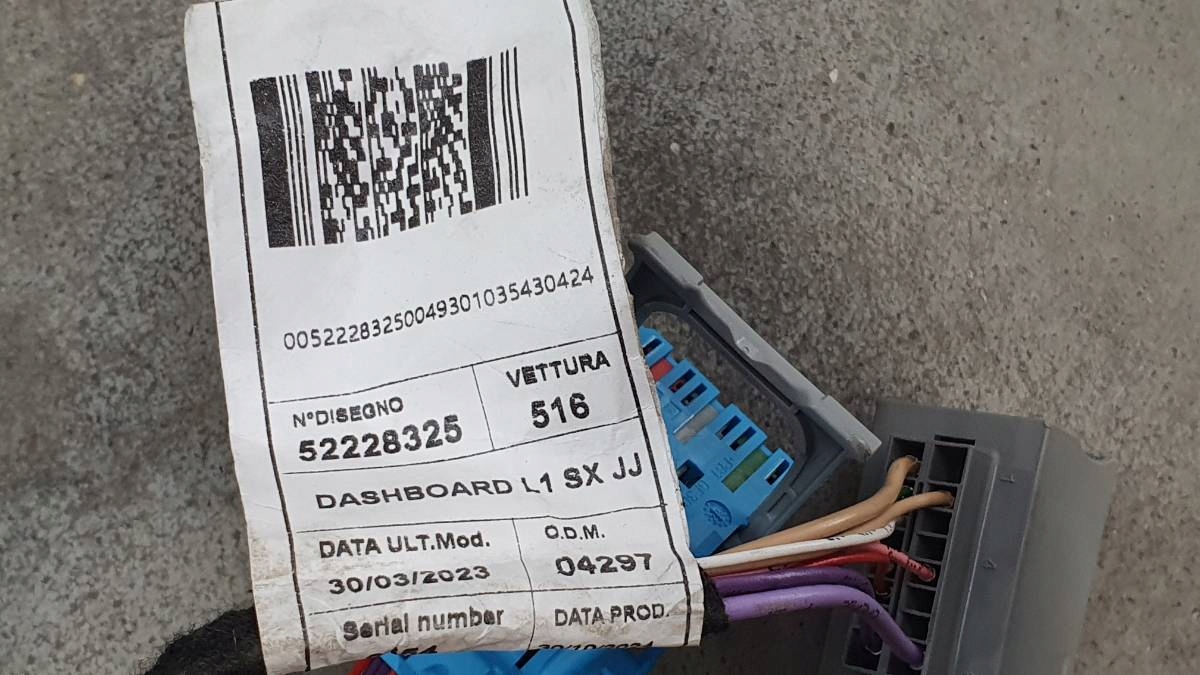 00522283250049301035430424
N°DISEGNO
52228325
VETTURA
516
DASHBOARD L1 SX JJ
DATA ULT.Mod.
30/03/2023
O.D.M.
04297
Serial number
DATA PROD.